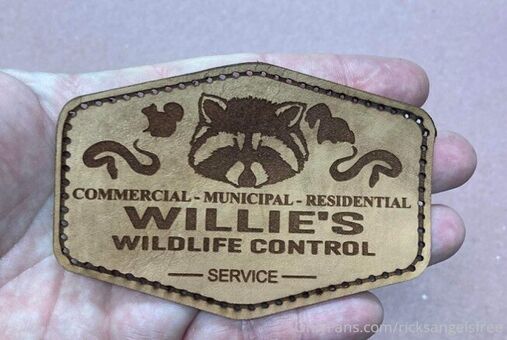 COMMERCIAL - MUNICIPAL - RESIDENTIAL
WILLIE'S
WILDLIFE CONTROL
SERVICE
OnlyFans.com/ricksangelsfree